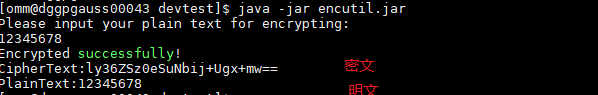 [omm@dggpgauss00043 devtest]$ java -jar encutil.jar
Please input your plain text for encrypting:
12345678
Encrypted successfully!
CipherText:ly36ZSz0eSuNbij+Ugx+mw== 密文
PlainText:12345678 明文